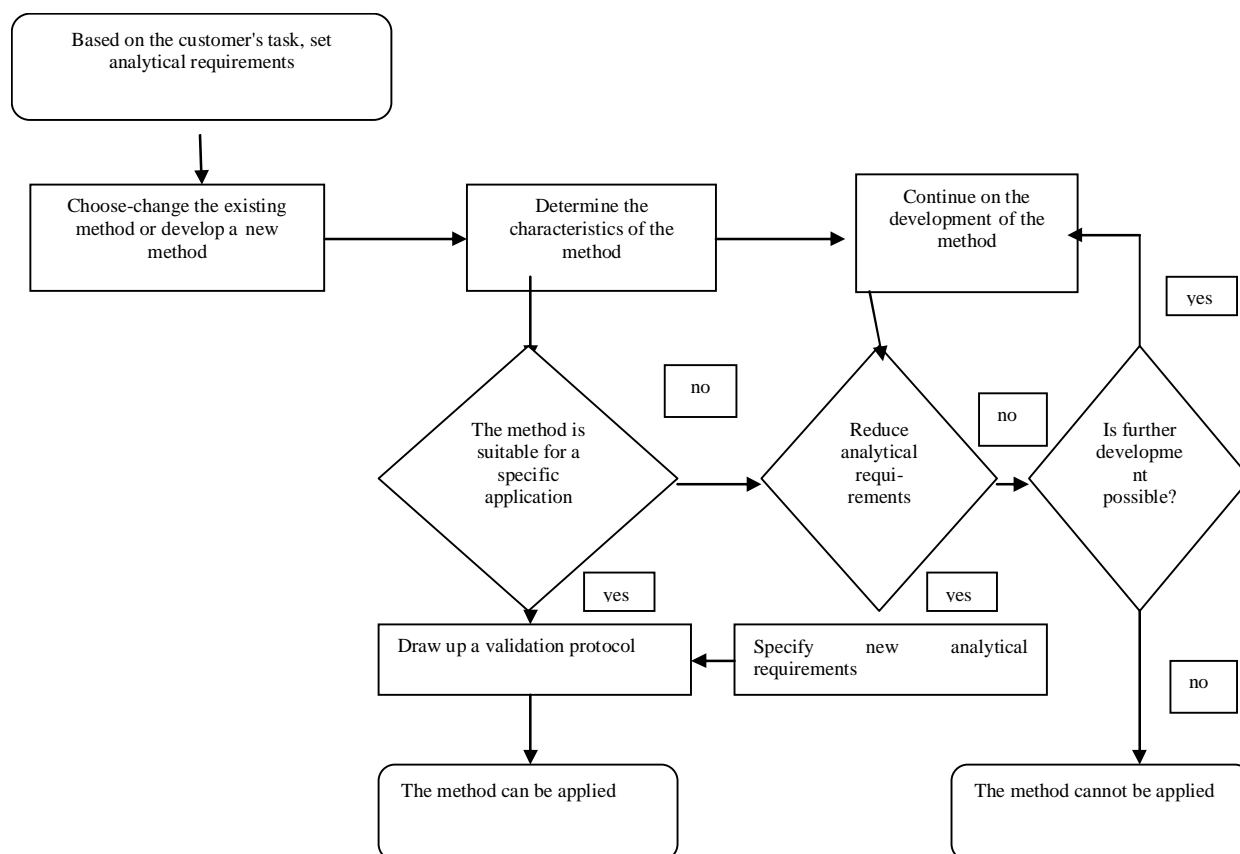 Based on the customer's task, set
analytical requirements
Choose-change the existing
method or develop a new
method
Determine the
characteristics of the
method
Continue on the
development of the
method
yes
no
no
The method is
suitable for a
specific
application
Reduce
analytical
requi-
rements
Is further
developme
nt
possible?
yes
yes
Draw up a validation protocol
Specify new analytical
requirements
no
The method can be applied
The method cannot be applied